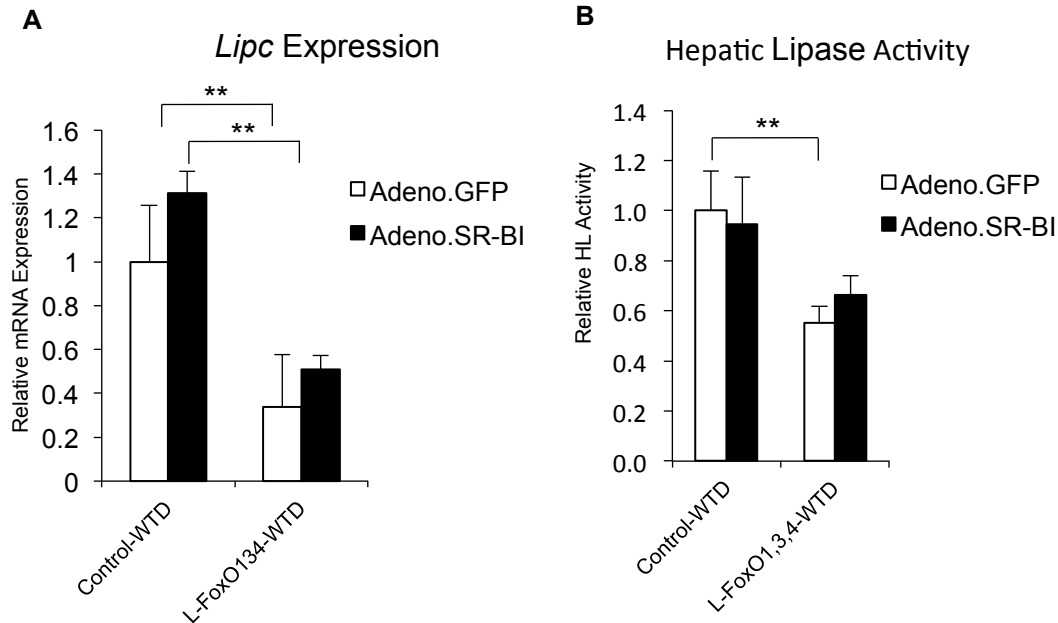 A
Lipc Expression
**
**
1.6
1.4
1.2
1
0.8
0.6
0.4
0.2
0
Relative mRNA Expression
Adeno.GFP
Adeno.SR-BI
Control-WTD
L-FoxO134-WTD
B
Hepatic Lipase Activity
**
1.4
1.2
1.0
0.8
0.6
0.4
0.2
0.0
Relative HL Activity
Adeno.GFP
Adeno.SR-BI
Control-WTD
L-FoxO1,3,4-WTD